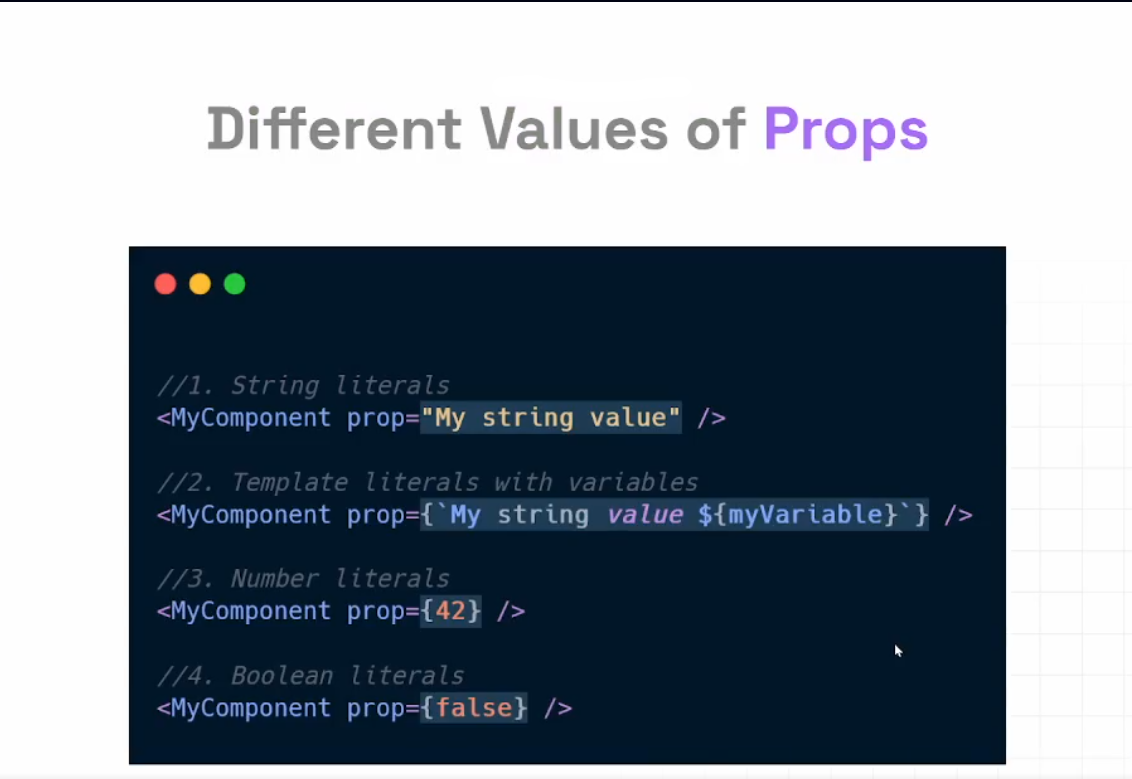 Different Values of Props
//1. String literals
<MyComponent prop="My string value" />
//2. Template literals with variables
<MyComponent prop={`My string value ${myVariable}`} />
//3. Number literals
<MyComponent prop={42} />
//4. Boolean literals
<MyComponent prop={false} />